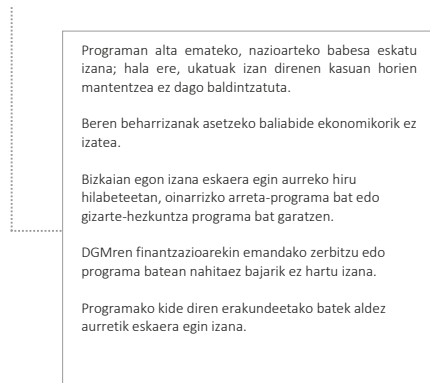 Programan alta emateko, nazioarteko babesa eskatu
izana; hala ere, ukatuak izan direnen kasuan horien
mantentzea ez dago baldintzatuta.
Beren beharrizanak asetzeko baliabide ekonomikorik ez
izatea.
Bizkaian egon izana eskaera egin aurreko hiru
hilabeteetan, oinarrizko arreta-programa bat edo
gizarte-hezkuntza programa bat garatzen.
DGMren finantzazioarekin emandako zerbitzu edo
programa batean nahitaez bajarik ez hartu izana.
Programako kide diren erakundeetako batek aldez
aurretik eskaera egin izana.